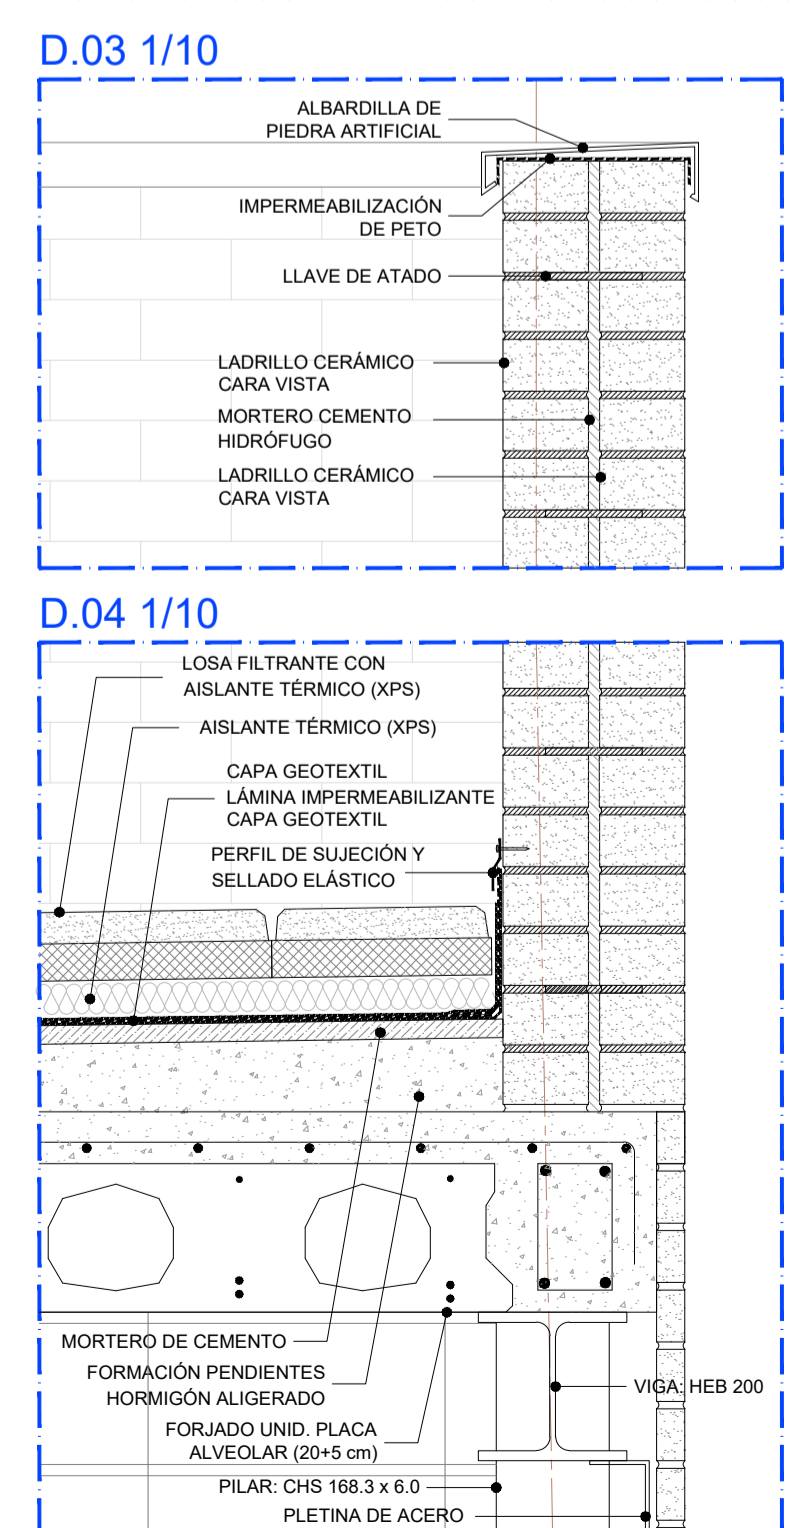 D.03 1/10
ALBARDILLA DE
PIEDRA ARTIFICIAL
IMPERMEABILIZACIÓN
DE PETO
LLAVE DE ATADO
LADRILLO CERÁMICO
CARA VISTA
MORTERO CEMENTO
HIDRÓFUGO
LADRILLO CERÁMICO
CARA VISTA
D.04 1/10
LOSA FILTRANTE CON
AISLANTE TÉRMICO (XPS)
AISLANTE TÉRMICO (XPS)
CAPA GEOTEXTIL
LÁMINA IMPERMEABILIZANTE
CAPA GEOTEXTIL
PERFIL DE SUJECIÓN Y
SELLADO ELÁSTICO
MORTERO DE CEMENTO
FORMACIÓN PENDIENTES
HORMIGÓN ALIGERADO
VIGA: HEB 200
FORJADO UNID. PLACA
ALVEOLAR (20+5 cm)
PILAR: CHS 168.3 x 6.0
PLETINA DE ACERO